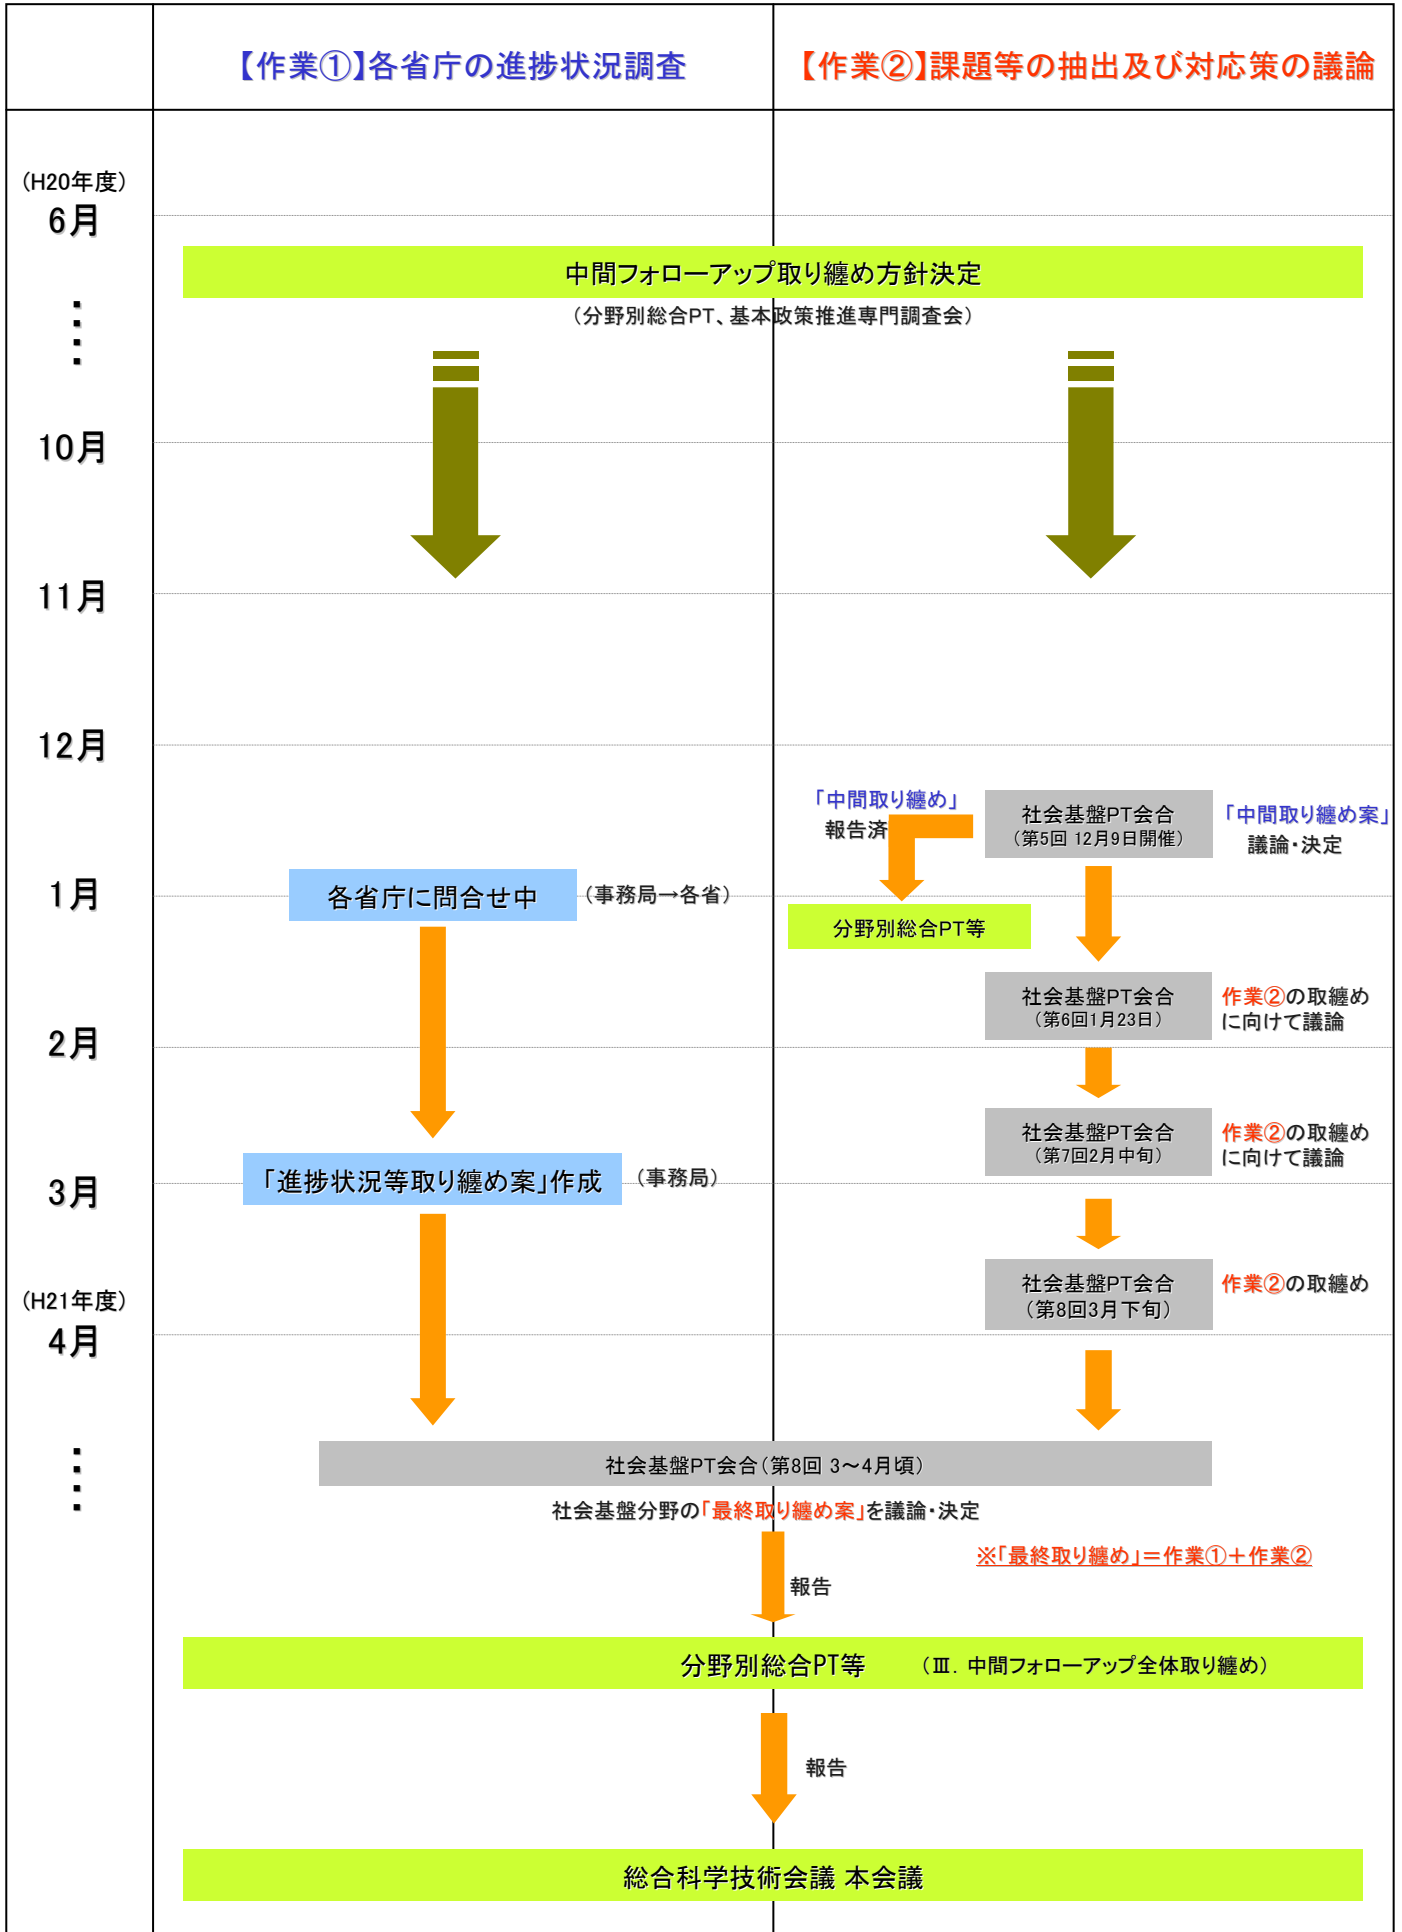 【作業①】各省庁の進捗状況調査
【作業②】課題等の抽出及び対応策の議論
(H20年度)
6月
中間フォローアップ取り纏め方針決定
（分野別総合PT、基本政策推進専門調査会）
10月
11月
12月
「中間取り纏め」
報告済
社会基盤PT会合
（第5回 12月9日開催）
「中間取り纏め案」
議論・決定
1月
各省庁に問合せ中
（事務局→各省）
分野別総合PT等
社会基盤PT会合
（第6回1月23日）
作業②の取纏め
に向けて議論
2月
社会基盤PT会合
（第7回2月中旬）
作業②の取纏め
に向けて議論
「進捗状況等取り纏め案」作成
（事務局）
3月
社会基盤PT会合
（第8回3月下旬）
作業②の取纏め
(H21年度)
4月
社会基盤PT会合（第8回 3～4月頃）
社会基盤分野の「最終取り纏め案」を議論・決定
※「最終取り纏め」＝作業①＋作業②
報告
分野別総合PT等 （Ⅲ．中間フォローアップ全体取り纏め）
報告
総合科学技術会議 本会議